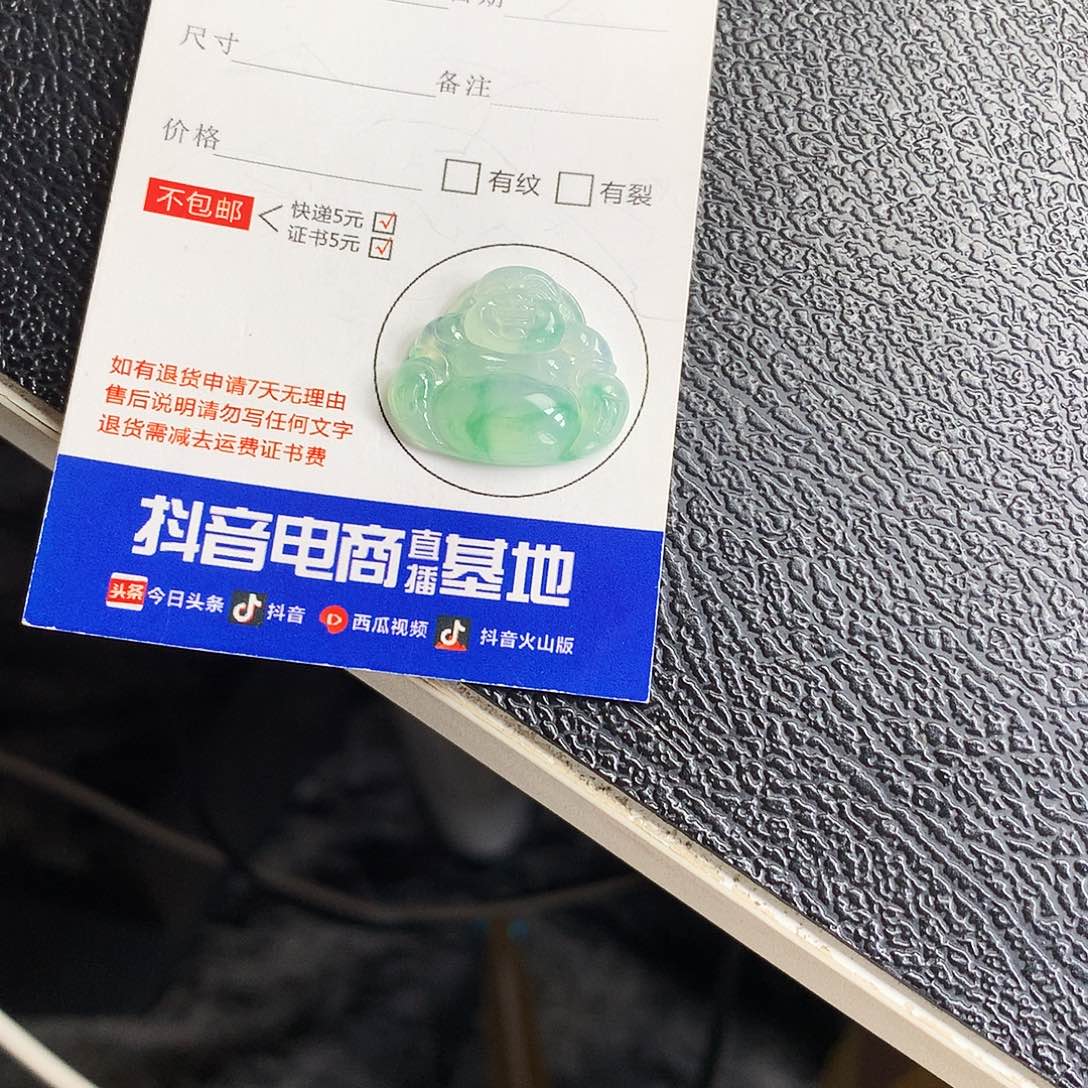 日期
尺寸
备注
价格
有纹 有裂
不包邮
快递5元
证书5元
如有退货申请7天无理由
售后说明请勿写任何文字
退货需减去运费证书费
抖音电商直播基地
头条 今日头条 抖音 西瓜视频 抖音火山版